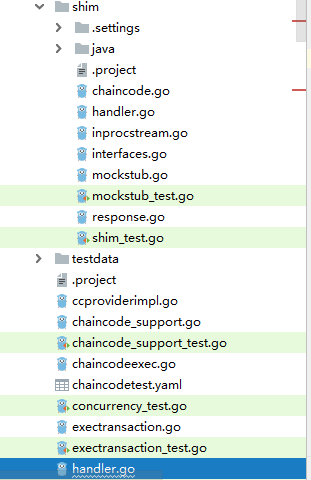 shim
.settings
java
.project
chaincode.go
handler.go
inprocstream.go
interfaces.go
mockstub.go
mockstub_test.go
response.go
shim_test.go
testdata
.project
ccproviderimpl.go
chaincode_support.go
chaincode_support_test.go
chaincodeexec.go
chaincodetest.yaml
concurrency_test.go
exectransaction.go
exectransaction_test.go
handler.go